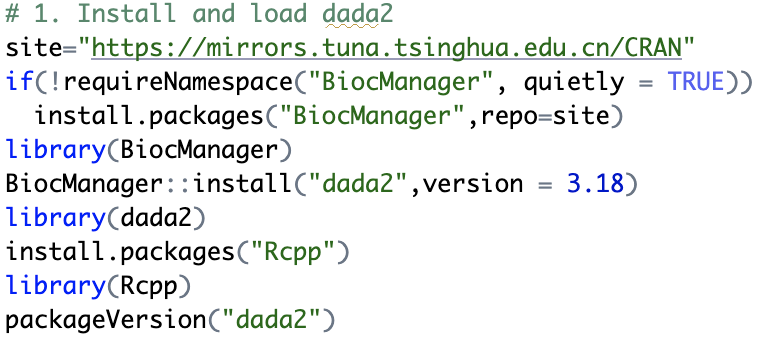 # 1. Install and load dada2
site="https://mirrors.tuna.tsinghua.edu.cn/CRAN"
if(!requireNamespace("BiocManager", quietly = TRUE))
  install.packages("BiocManager",repo=site)
library(BiocManager)
BiocManager::install("dada2",version = 3.18)
library(dada2)
install.packages("Rcpp")
library(Rcpp)
packageVersion("dada2")